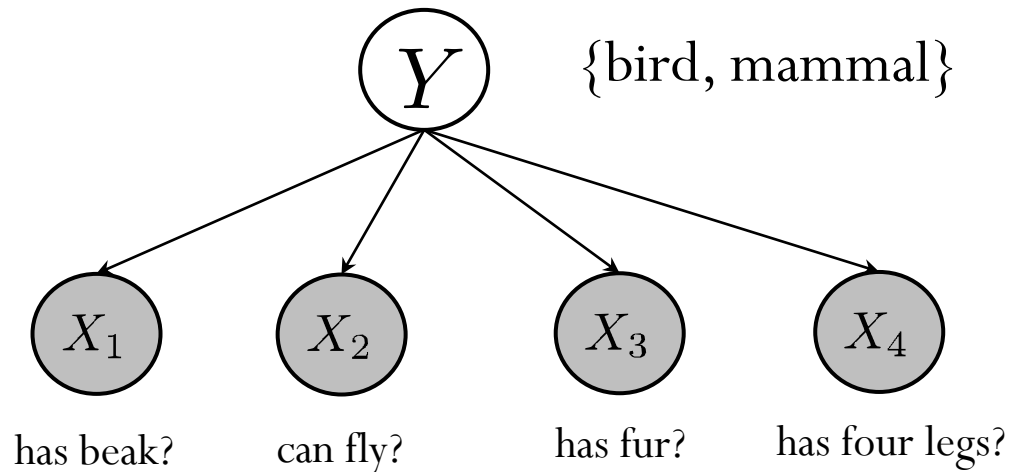 Y
{bird, mammal}
X₁
X₂
X₃
X₄
has beak?
can fly?
has fur?
has four legs?